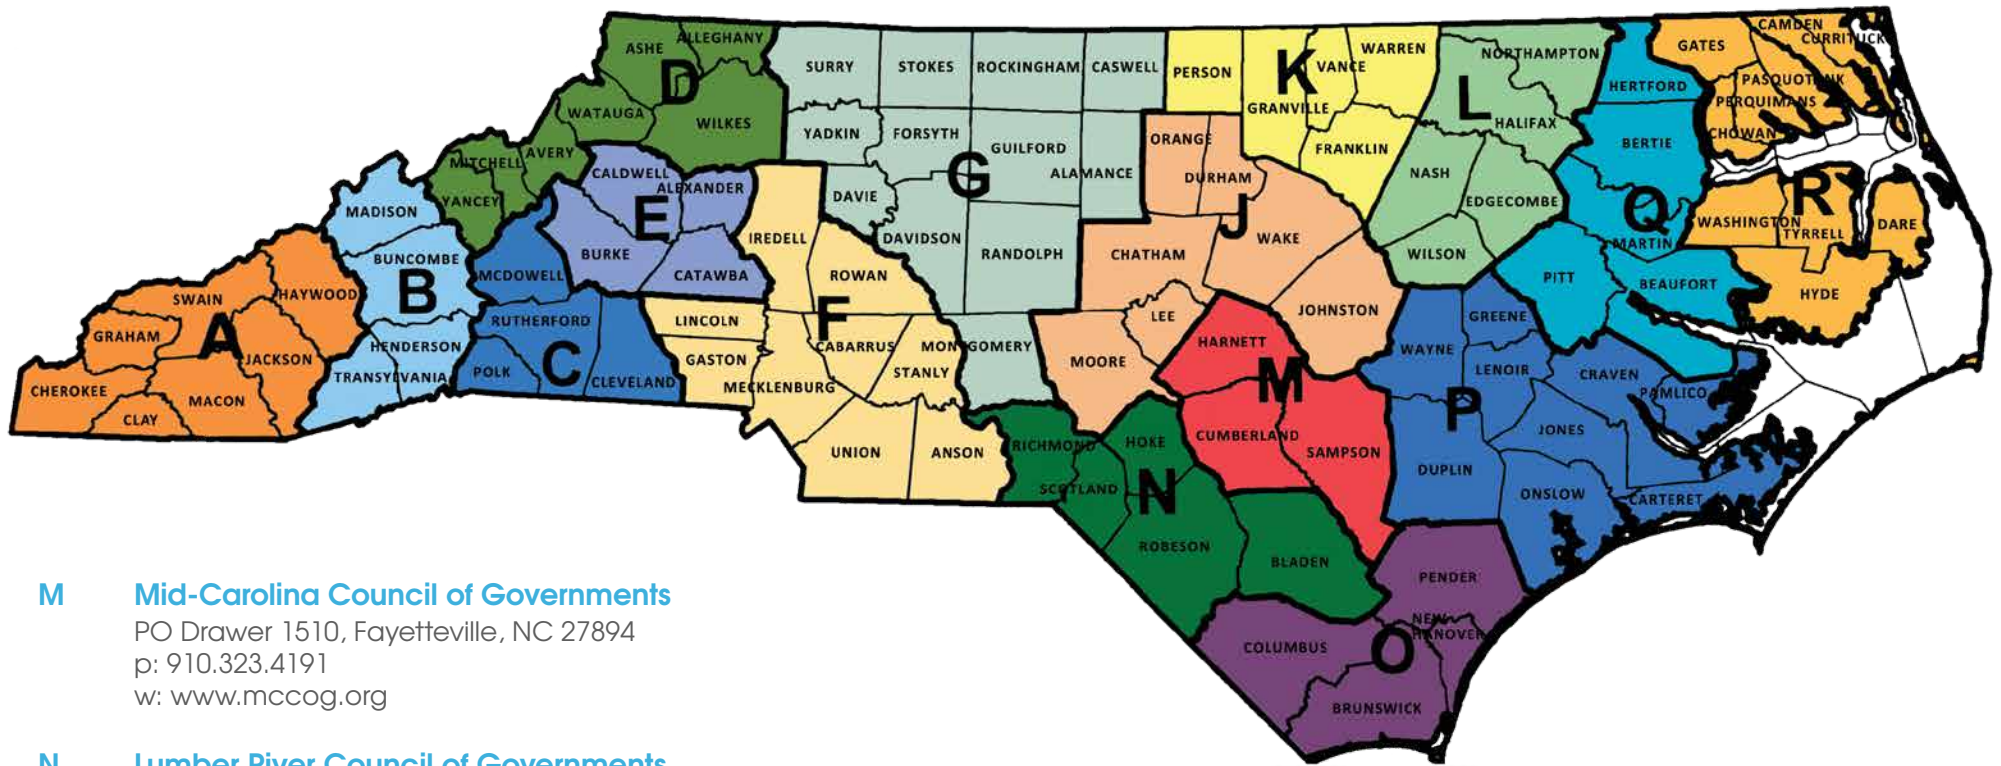 CAMDEN
ALLEGHANY
CURRITUCK
ASHE
WARREN
GATES
NORTHAMPTON
D
K
SURRY
STOKES
ROCKINGHAM
CASWELL
PERSON
VANCE
PASQUOTANK
HERTFORD
L
PERQUIMANS
GRANVILLE
WATAUGA
WILKES
HALIFAX
YADKIN
FORSYTH
CHOWAN
ORANGE
BERTIE
GUILFORD
FRANKLIN
MITCHELL
AVERY
CALDWELL
G
ALAMANCE
NASH
DURHAM
ALEXANDER
R
DAVIE
YANCEY
EDGECOMBE
MADISON
E
Q
J
WASHINGTON
DARE
TYRRELL
IREDELL
DAVIDSON
WAKE
MARTIN
BURKE
RANDOLPH
CHATHAM
WILSON
BUNCOMBE
MCDOWELL
CATAWBA
ROWAN
PITT
BEAUFORT
B
HAYWOOD
HYDE
SWAIN
F
LINCOLN
RUTHERFORD
LEE
JOHNSTON
GREENE
GRAHAM
A
HENDERSON
CABARRUS
MONTGOMERY
HARNETT
WAYNE
JACKSON
GASTON
MOORE
C
POLK
STANLY
LENOIR
CRAVEN
TRANSYLVANIA
CLEVELAND
MECKLENBURG
M
CHEROKEE
MACON
PAMLICO
P
CLAY
CUMBERLAND
JONES
RICHMOND
HOKE
UNION
ANSON
SAMPSON
DUPLIN
SCOTLAND
N
ONSLOW
CARTERET
ROBESON
BLADEN
PENDER
NEW
HANOVER
COLUMBUS
O
BRUNSWICK
M Mid-Carolina Council of Governments
PO Drawer 1510, Fayetteville, NC 27894
p: 910.323.4191
w: www.mccog.org
N Lumber River Council of Governments